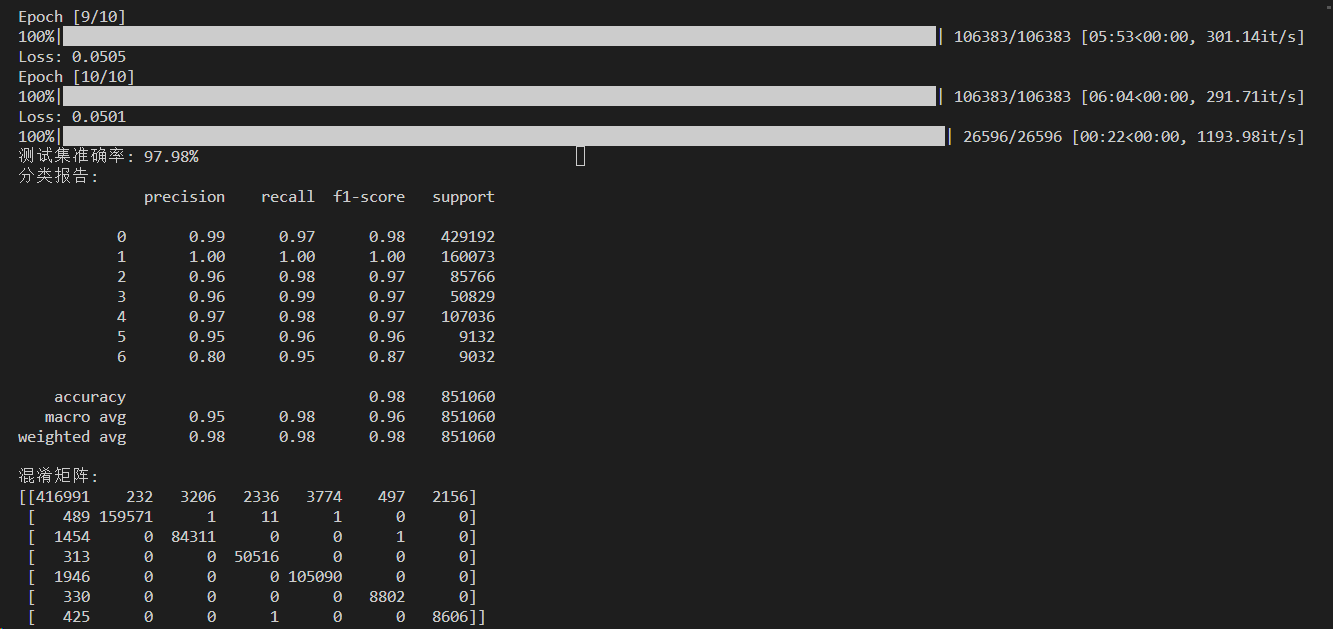 Epoch [9/10]
100%| | 106383/106383 [05:53<00:00, 301.14it/s]
Loss: 0.0505
Epoch [10/10]
100%| | 106383/106383 [06:04<00:00, 291.71it/s]
Loss: 0.0501
100%| | 26596/26596 [00:22<00:00, 1193.98it/s]
测试集准确率: 97.98%
分类报告:
precision recall f1-score support
0 0.99 0.97 0.98 429192
1 1.00 1.00 1.00 160073
2 0.96 0.98 0.97 85766
3 0.96 0.99 0.97 50829
4 0.97 0.98 0.97 107036
5 0.95 0.96 0.96 9132
6 0.80 0.95 0.87 9032
accuracy 0.98 851060
macro avg 0.95 0.98 0.96 851060
weighted avg 0.98 0.98 0.98 851060
混淆矩阵:
[[416991 232 3206 2336 3774 497 2156]
[ 489 159571 1 11 1 0 0]
[ 1454 0 84311 0 0 1 0]
[ 313 0 0 50516 0 0 0]
[ 1946 0 0 0 105090 0 0]
[ 330 0 0 0 0 8802 0]
[ 425 0 0 1 0 0 8606]]